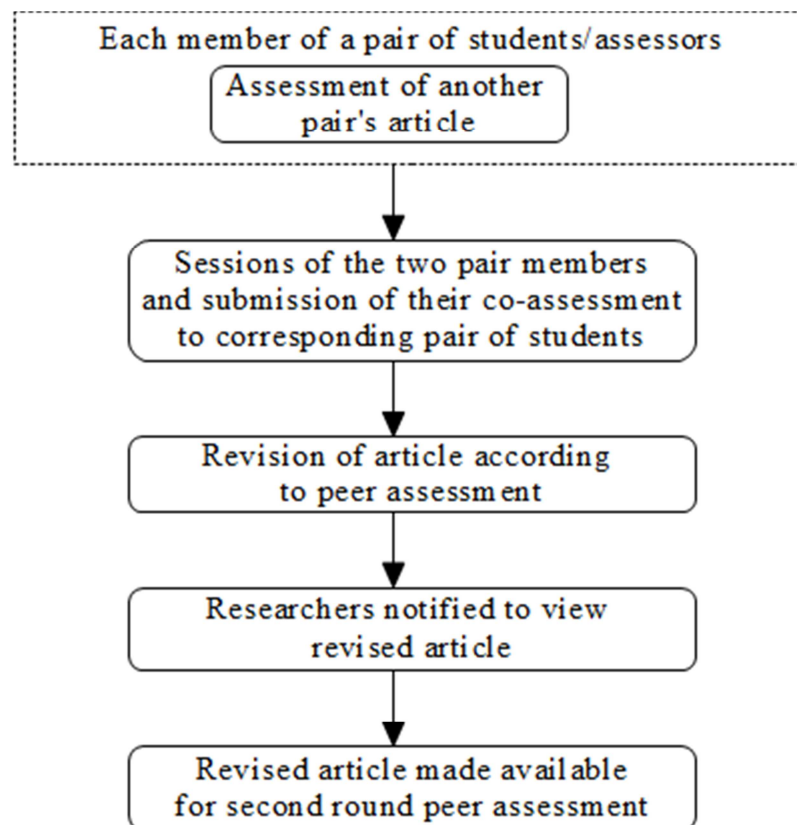 Each member of a pair of students/assessors
Assessment of another
pair's article
Sessions of the two pair members
and submission of their co-assessment
to corresponding pair of students
Revision of article according
to peer assessment
Researchers notified to view
revised article
Revised article made available
for second round peer assessment